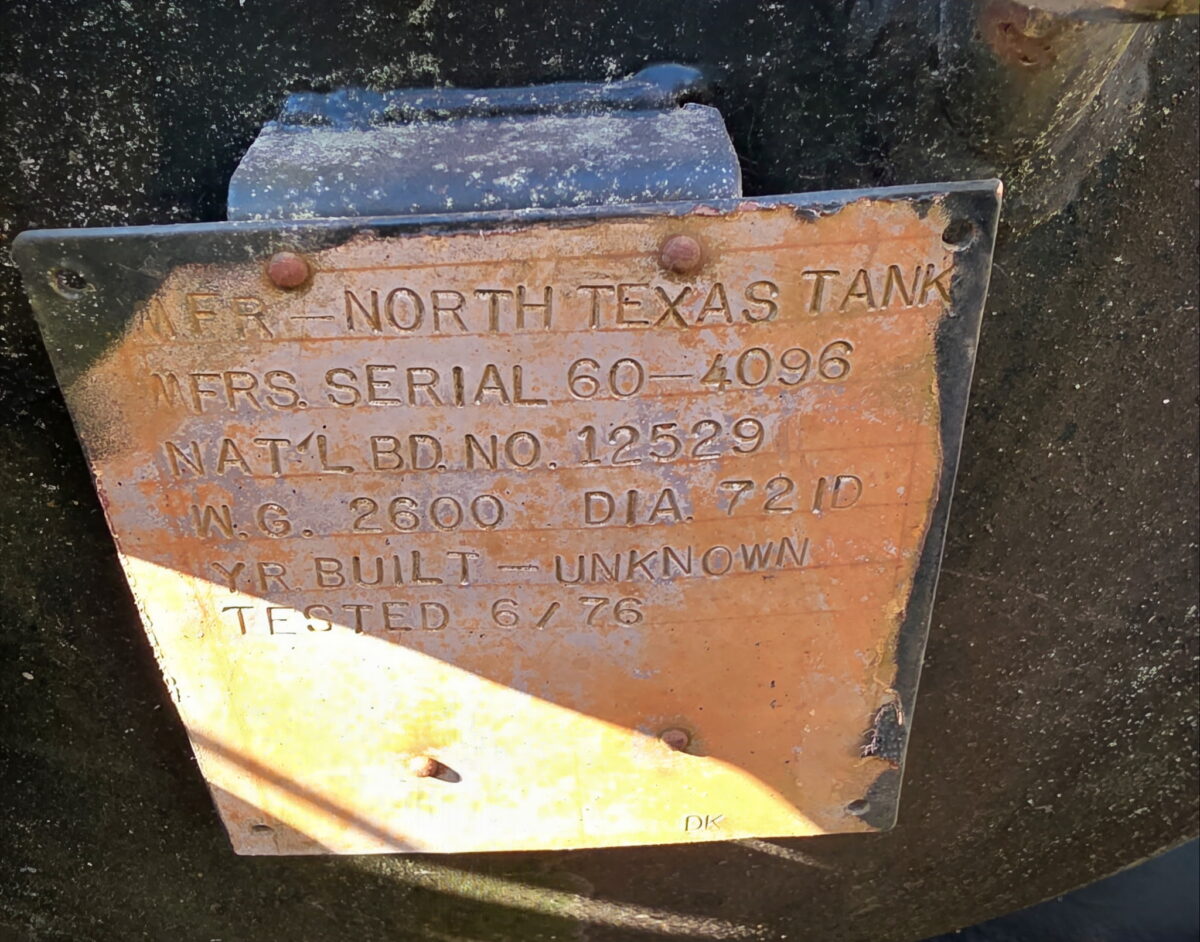 MFR - NORTH TEXAS TANK
MFRS. SERIAL 60-4096
NAT'L BD. NO. 12529
W.G. 2600 DIA. 72 ID
YR. BUILT - UNKNOWN
TESTED 6/76
DK